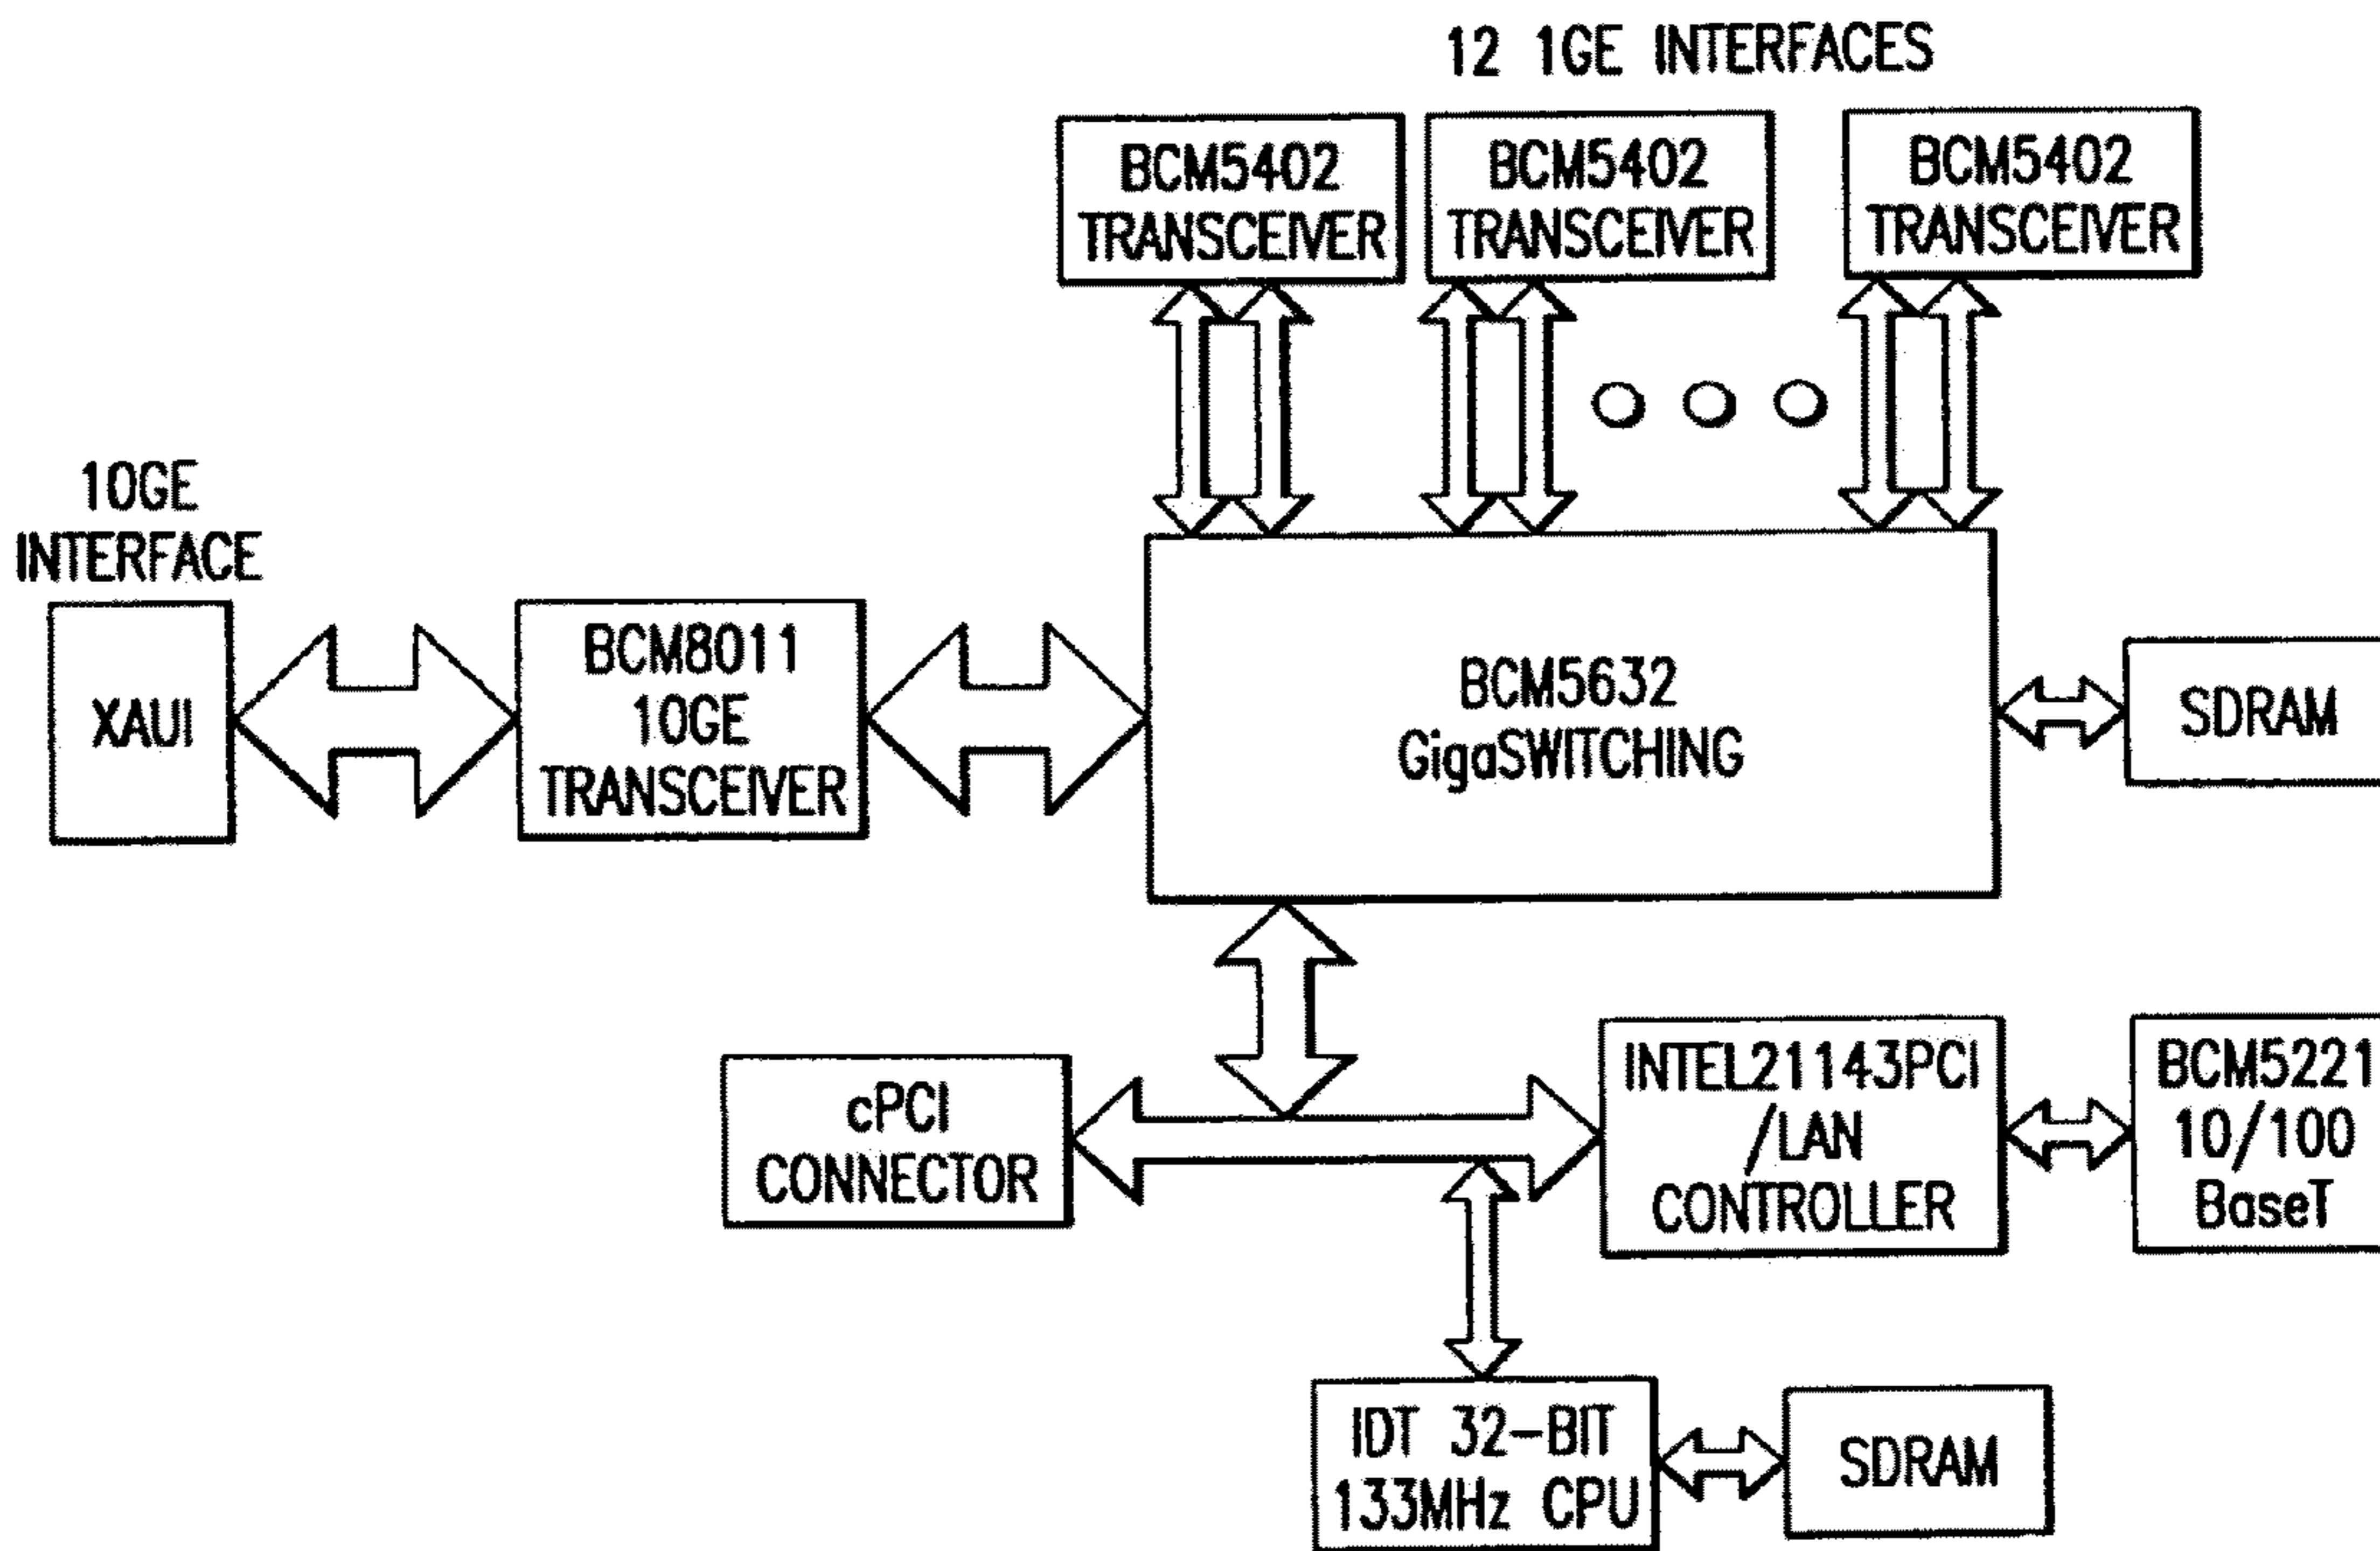 12 1GE INTERFACES
BCM5402
TRANSCEIVER
BCM5402
TRANSCEIVER
BCM5402
TRANSCEIVER
10GE
INTERFACE
XAUI
BCM8011
10GE
TRANSCEIVER
BCM5632
GigaSWITCHING
SDRAM
cPCI
CONNECTOR
INTEL21143PCI
/LAN
CONTROLLER
BCM5221
10/100
BaseT
IDT 32-BIT
133MHz CPU
SDRAM